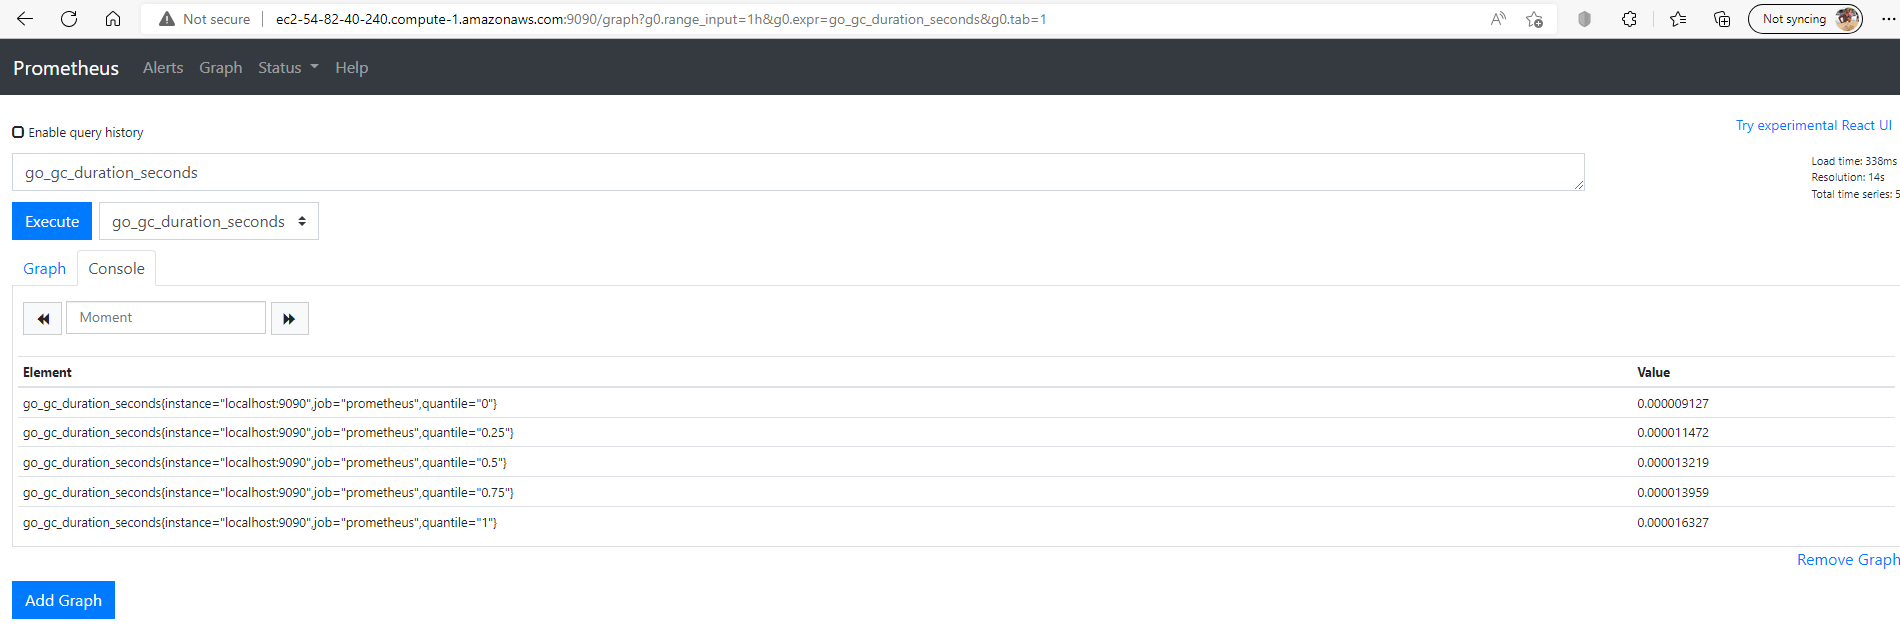 Not secure ec2-54-82-40-240.compute-1.amazonaws.com:9090/graph?g0.range_input=1h&g0.expr=go_gc_duration_seconds&g0.tab=1 Not syncing
Prometheus Alerts Graph Status Help
Enable query history
Try experimental React UI
go_gc_duration_seconds
Load time: 338ms
Resolution: 14s
Total time series: 5
Execute go_gc_duration_seconds
Graph Console
Moment
Element Value
go_gc_duration_seconds{instance="localhost:9090",job="prometheus",quantile="0"} 0.000009127
go_gc_duration_seconds{instance="localhost:9090",job="prometheus",quantile="0.25"} 0.000011472
go_gc_duration_seconds{instance="localhost:9090",job="prometheus",quantile="0.5"} 0.000013219
go_gc_duration_seconds{instance="localhost:9090",job="prometheus",quantile="0.75"} 0.000013959
go_gc_duration_seconds{instance="localhost:9090",job="prometheus",quantile="1"} 0.000016327
Remove Graph
Add Graph